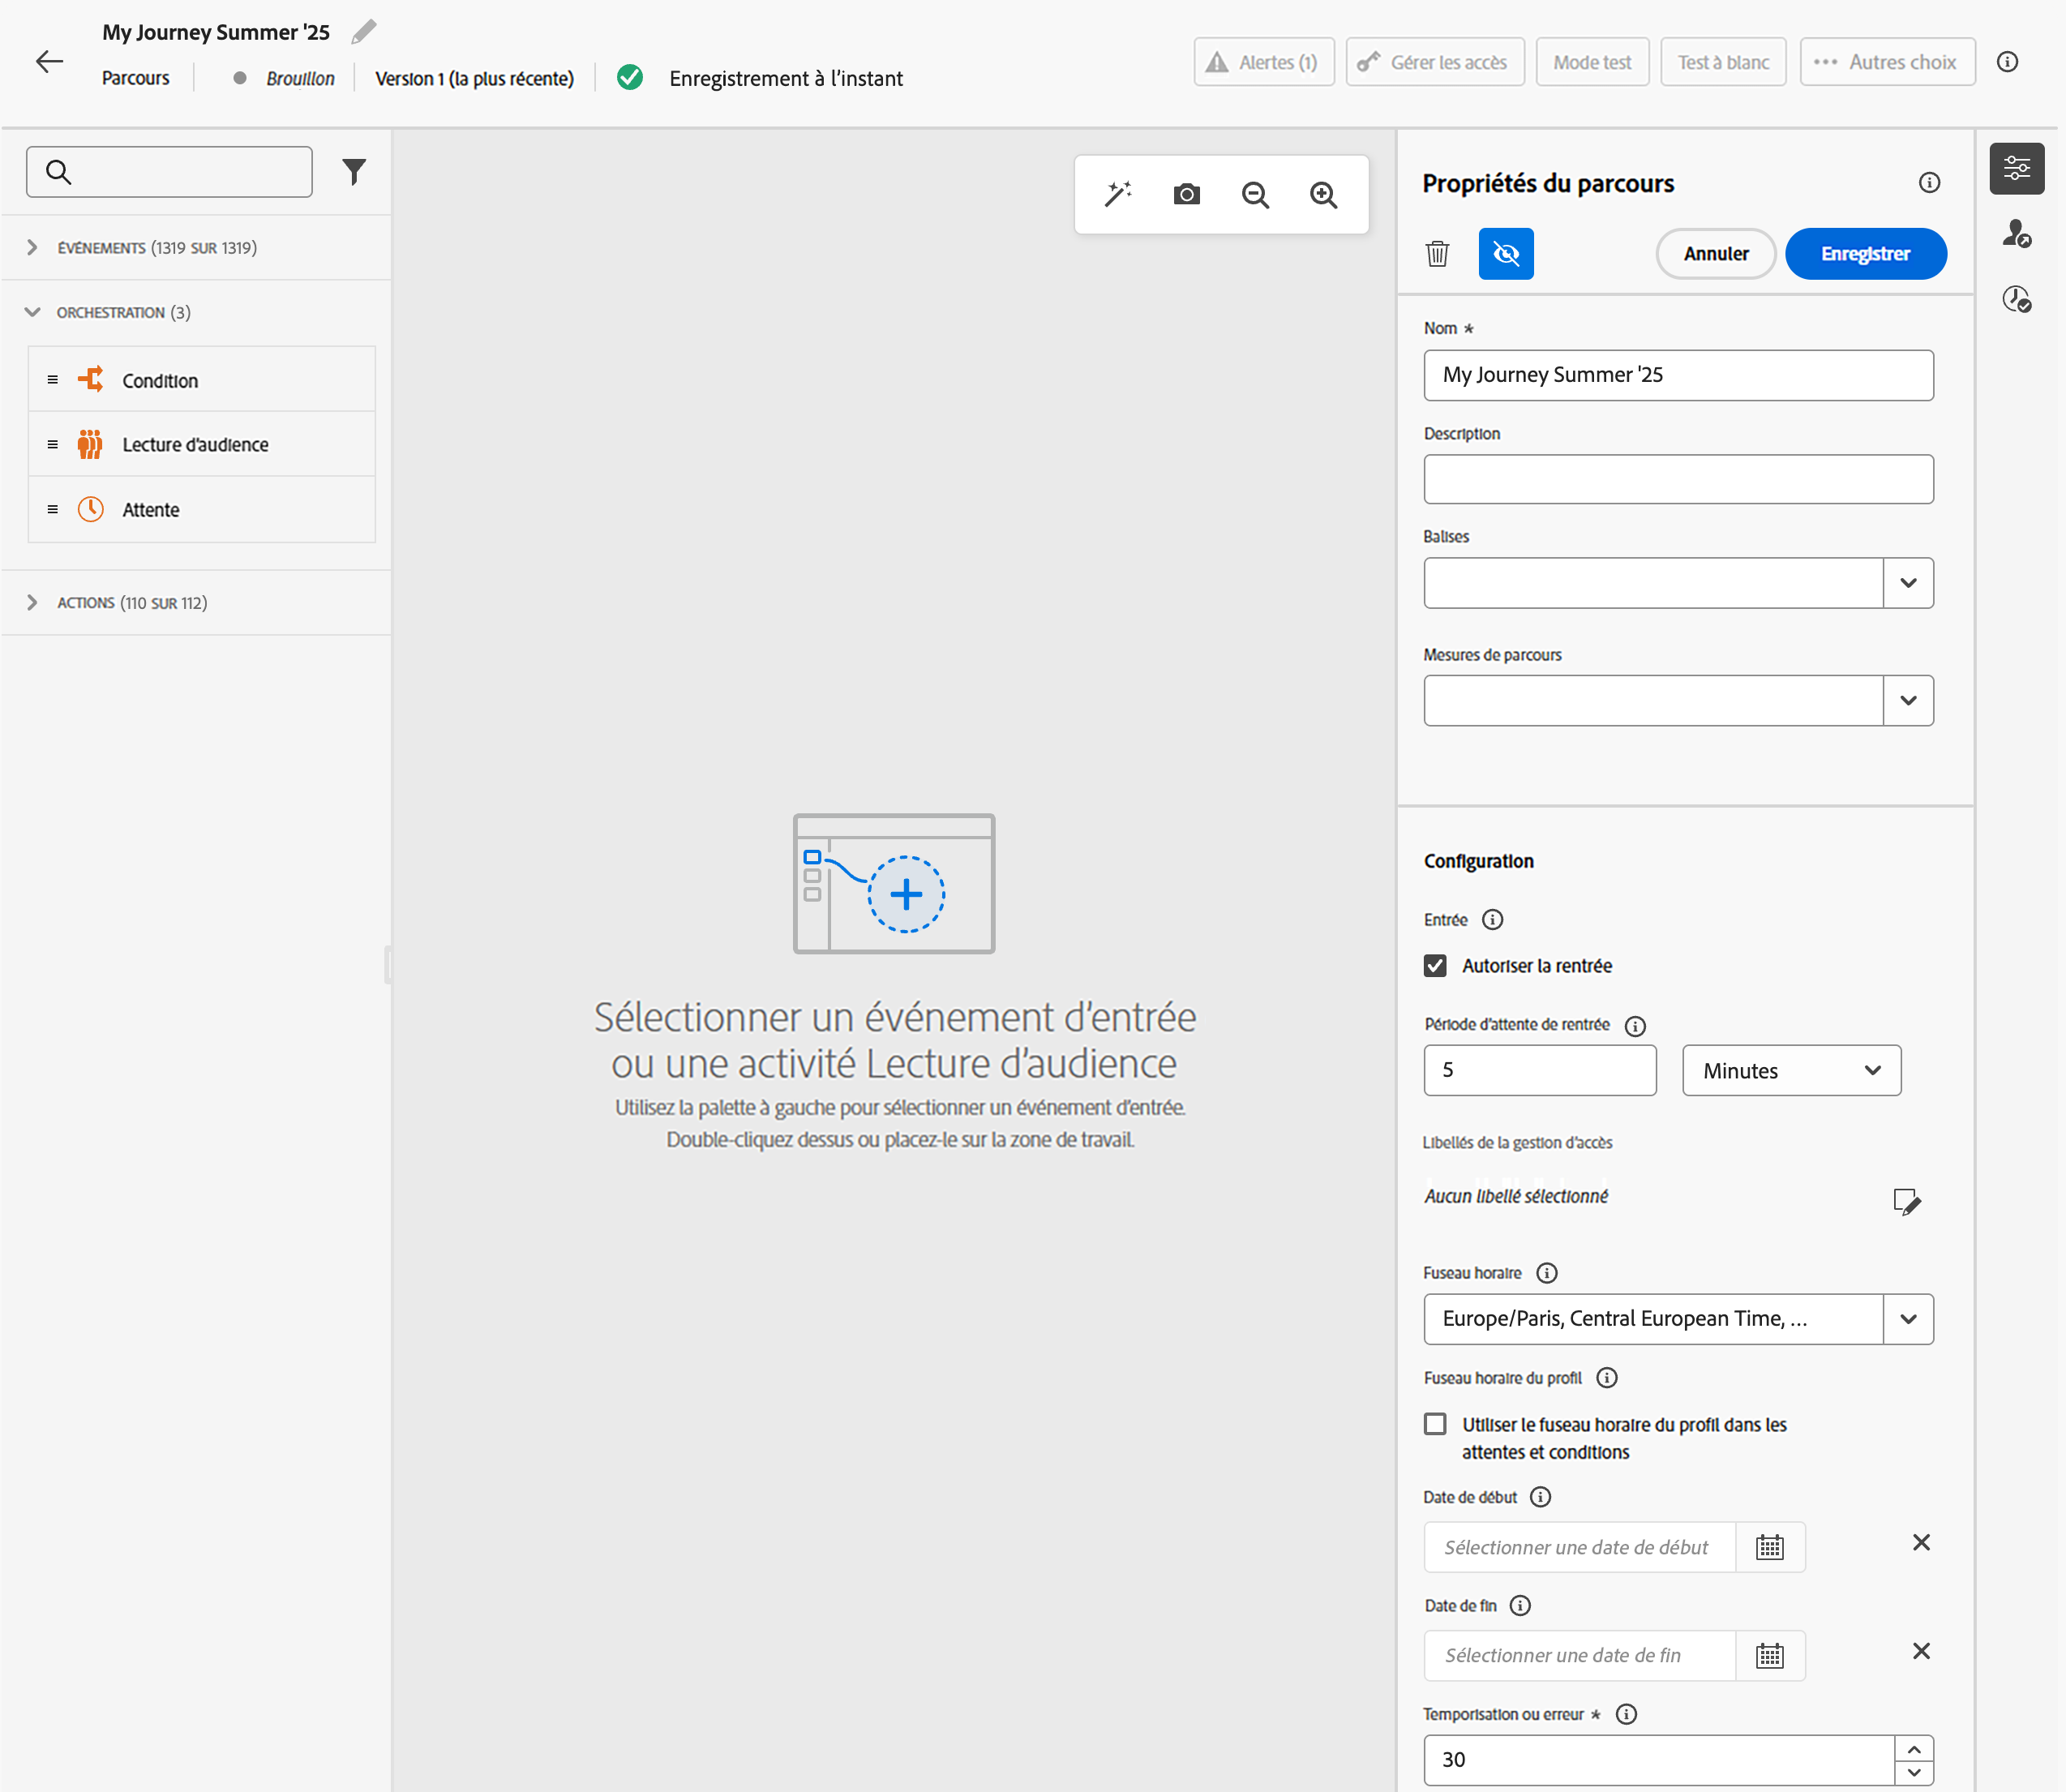 My Journey Summer '25
Parcours
Brouillon
Version 1 (la plus récente)
Enregistrement à l'instant
Alertes (1)
Gérer les accès
Mode test
Test à blanc
Autres choix
ÉVÉNEMENTS (1319 SUR 1319)
ORCHESTRATION (3)
Condition
Lecture d'audience
Attente
ACTIONS (110 SUR 112)
Sélectionner un événement d'entrée
ou une activité Lecture d'audience
Utilisez la palette à gauche pour sélectionner un événement d'entrée.
Double-cliquez dessus ou placez-le sur la zone de travail.
Propriétés du parcours
Annuler
Enregistrer
Nom *
My Journey Summer '25
Description
Balises
Mesures de parcours
Configuration
Entrée
Autoriser la rentrée
Période d'attente de rentrée
5
Minutes
Libellés de la gestion d'accès
Aucun libellé sélectionné
Fuseau horaire
Europe/Paris, Central European Time, ...
Fuseau horaire du profil
Utiliser le fuseau horaire du profil dans les
attentes et conditions
Date de début
Sélectionner une date de début
Date de fin
Sélectionner une date de fin
Temporisation ou erreur *
30